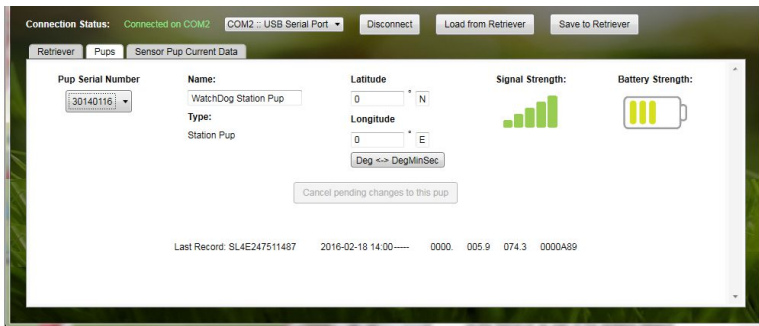 Connection Status: Connected on COM2 COM2 :: USB Serial Port Disconnect Load from Retriever Save to Retriever
Retriever Pups Sensor Pup Current Data
Pup Serial Number Name: Latitude Signal Strength: Battery Strength:
30140116 WatchDog Station Pup 0 ° N
Type: Longitude
Station Pup 0 ° E
Deg <-> DegMinSec
Cancel pending changes to this pup
Last Record: SL4E247511487 2016-02-18 14:00----- 0000. 005.9 074.3 0000A89